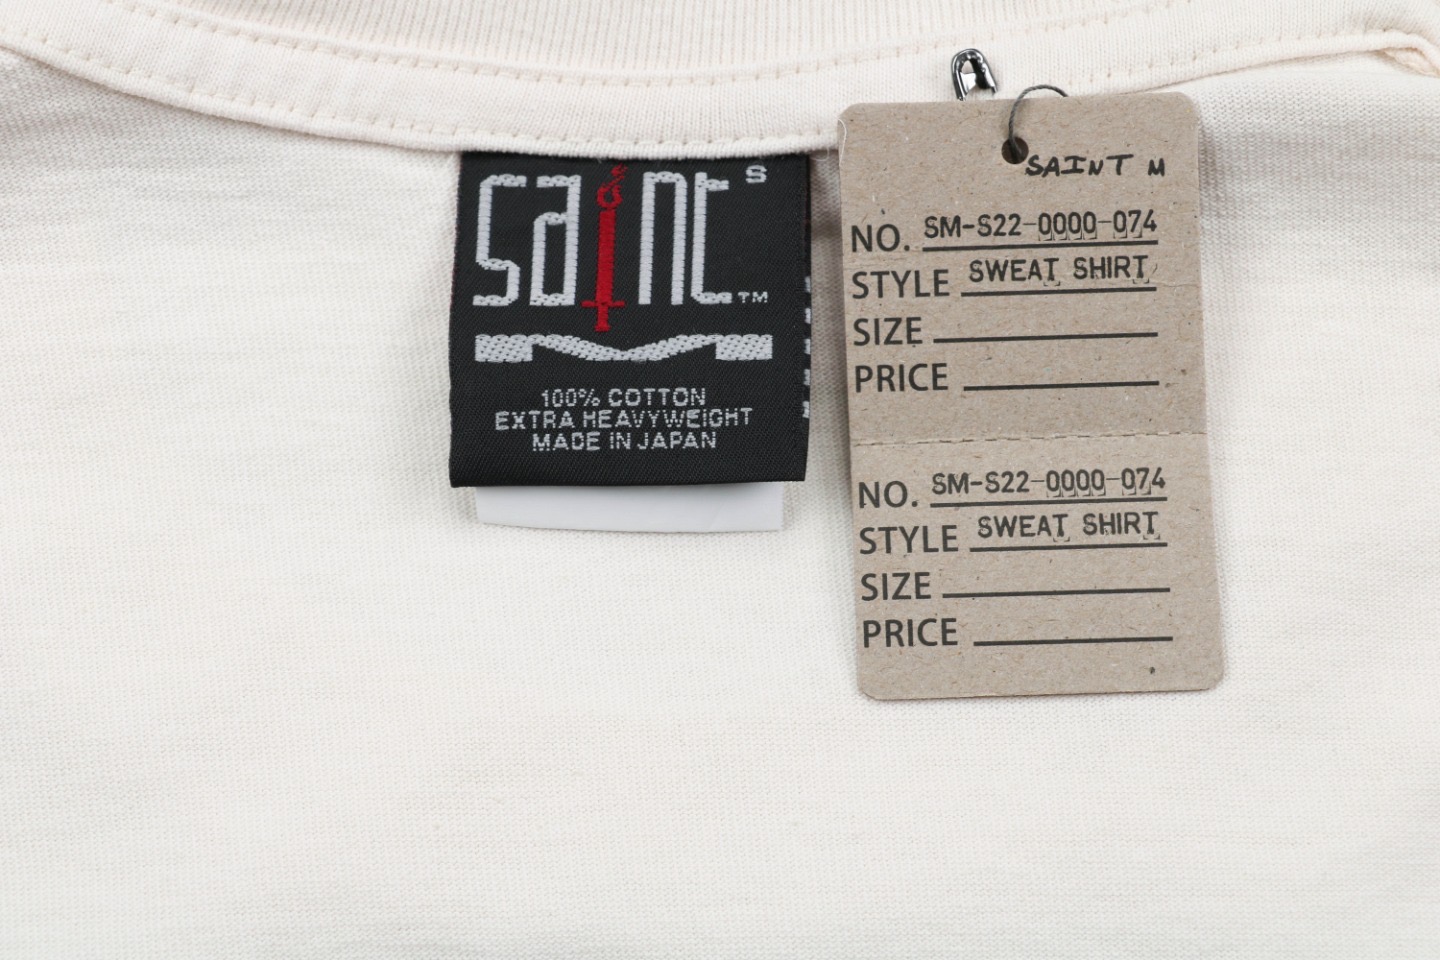 saint S
TM
100% COTTON
EXTRA HEAVYWEIGHT
MADE IN JAPAN
SAINT M
NO. SM-S22-0000-074
STYLE SWEAT SHIRT
SIZE
PRICE
NO. SM-S22-0000-074
STYLE SWEAT SHIRT
SIZE
PRICE